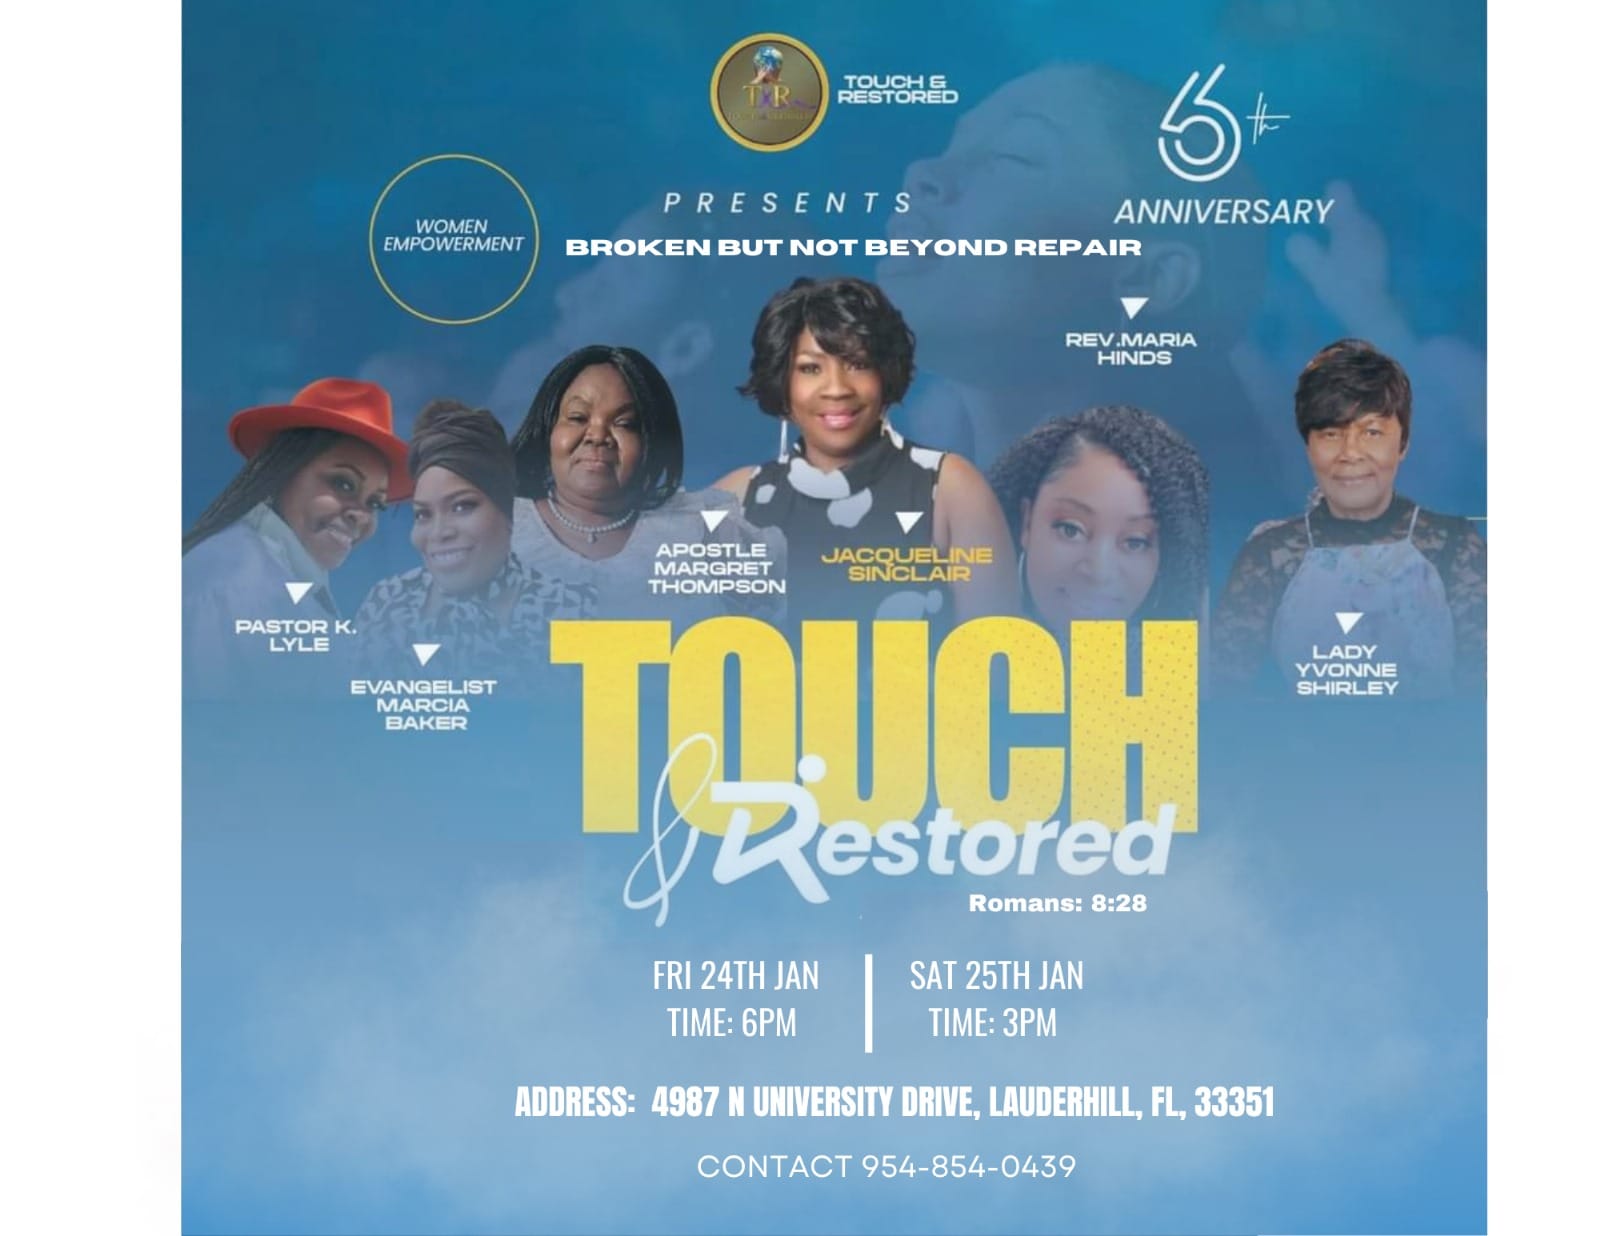 TOUCH &
RESTORED
TR
6th
ANNIVERSARY
PRESENTS
WOMEN
EMPOWERMENT
BROKEN BUT NOT BEYOND REPAIR
REV.MARIA
HINDS
APOSTLE
MARGRET
THOMPSON
JACQUELINE
SINCLAIR
PASTOR K.
LYLE
EVANGELIST
MARCIA
BAKER
LADY
YVONNE
SHIRLEY
TOUCH
& Restored
Romans: 8:28
FRI 24TH JAN
TIME: 6PM
SAT 25TH JAN
TIME: 3PM
ADDRESS: 4987 N UNIVERSITY DRIVE, LAUDERHILL, FL, 33351
CONTACT 954-854-0439